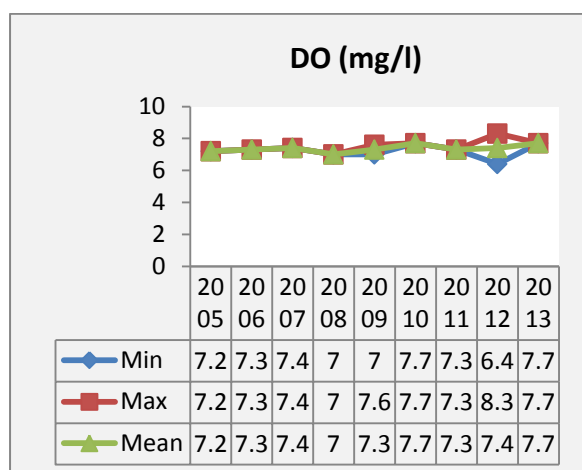 DO (mg/l)
10
8
6
4
2
0
20 20 20 20 20 20 20 20 20
05 06 07 08 09 10 11 12 13
Min 7.2 7.3 7.4 7 7 7.7 7.3 6.4 7.7
Max 7.2 7.3 7.4 7 7.6 7.7 7.3 8.3 7.7
Mean 7.2 7.3 7.4 7 7.3 7.7 7.3 7.4 7.7